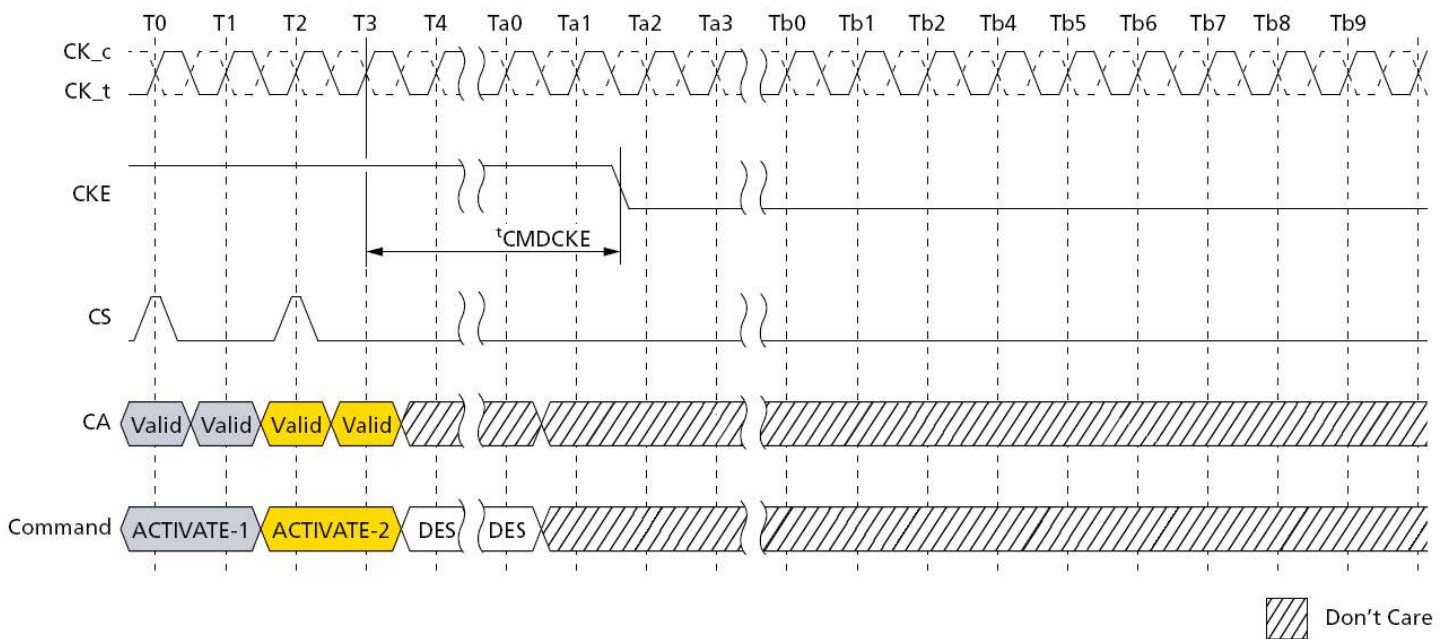 T0 T1 T2 T3 T4 Ta0 Ta1 Ta2 Ta3 Tb0 Tb1 Tb2 Tb4 Tb5 Tb6 Tb7 Tb8 Tb9
CK_c
CK_t
CKE
tCMDCKE
CS
CA Valid Valid Valid Valid
Command ACTIVATE-1 ACTIVATE-2 DES DES
Don't Care